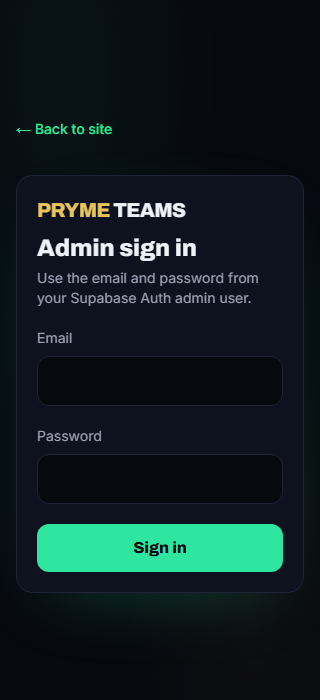 ← Back to site
PRYME TEAMS
Admin sign in
Use the email and password from
your Supabase Auth admin user.
Email
Password
Sign in